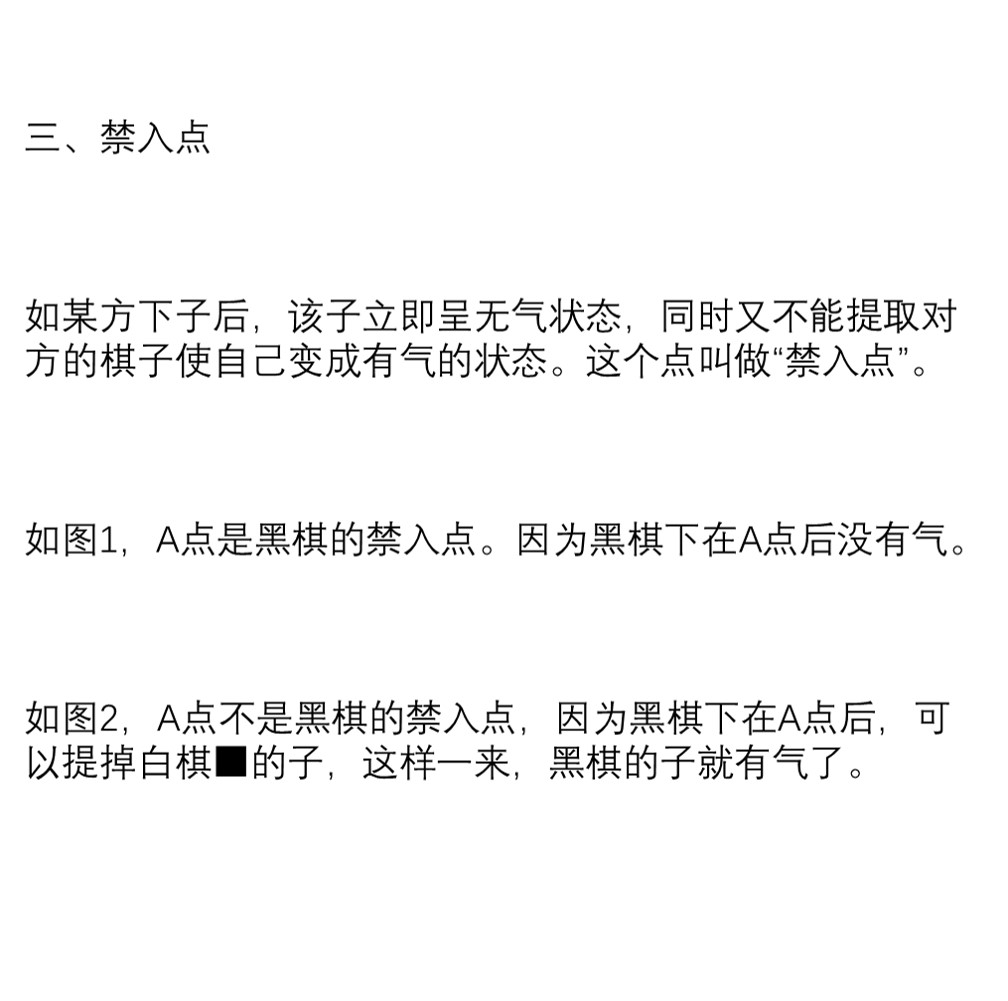 三、禁入点
如某方下子后，该子立即呈无气状态，同时又不能提取对
方的棋子使自己变成有气的状态。这个点叫做“禁入点”。
如图1，A点是黑棋的禁入点。因为黑棋下在A点后没有气。
如图2，A点不是黑棋的禁入点，因为黑棋下在A点后，可
以提掉白棋■的子，这样一来，黑棋的子就有气了。